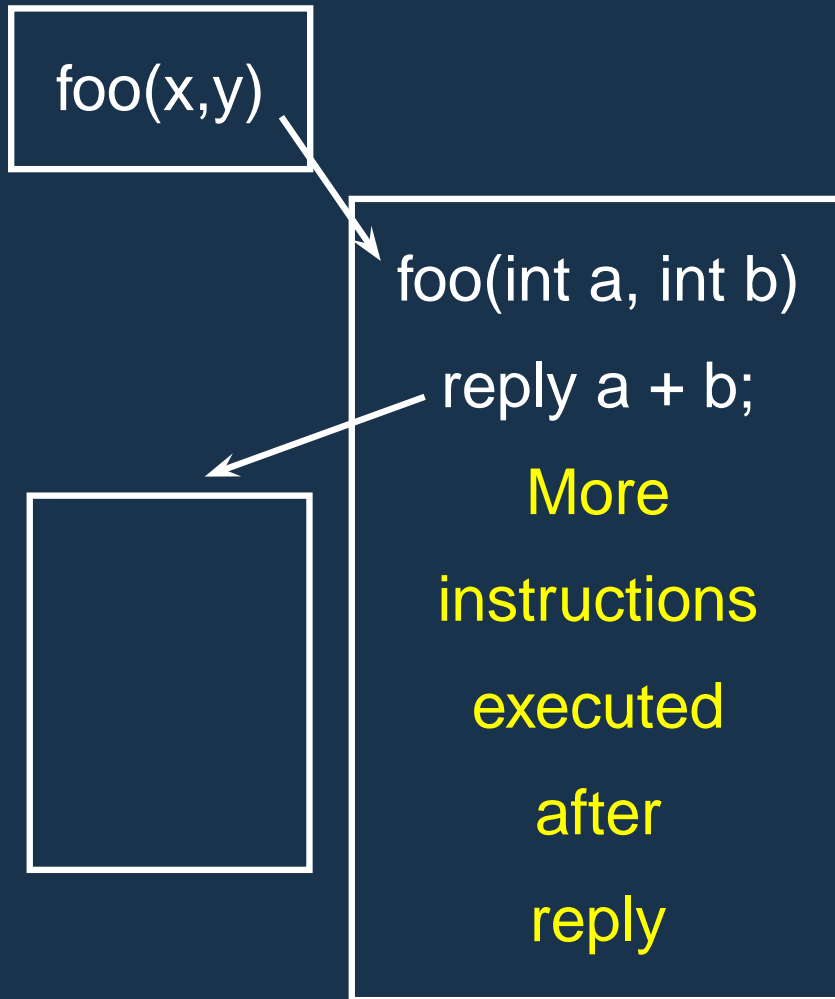 foo(x,y)
foo(int a, int b)
reply a + b;
More
instructions
executed
after
reply